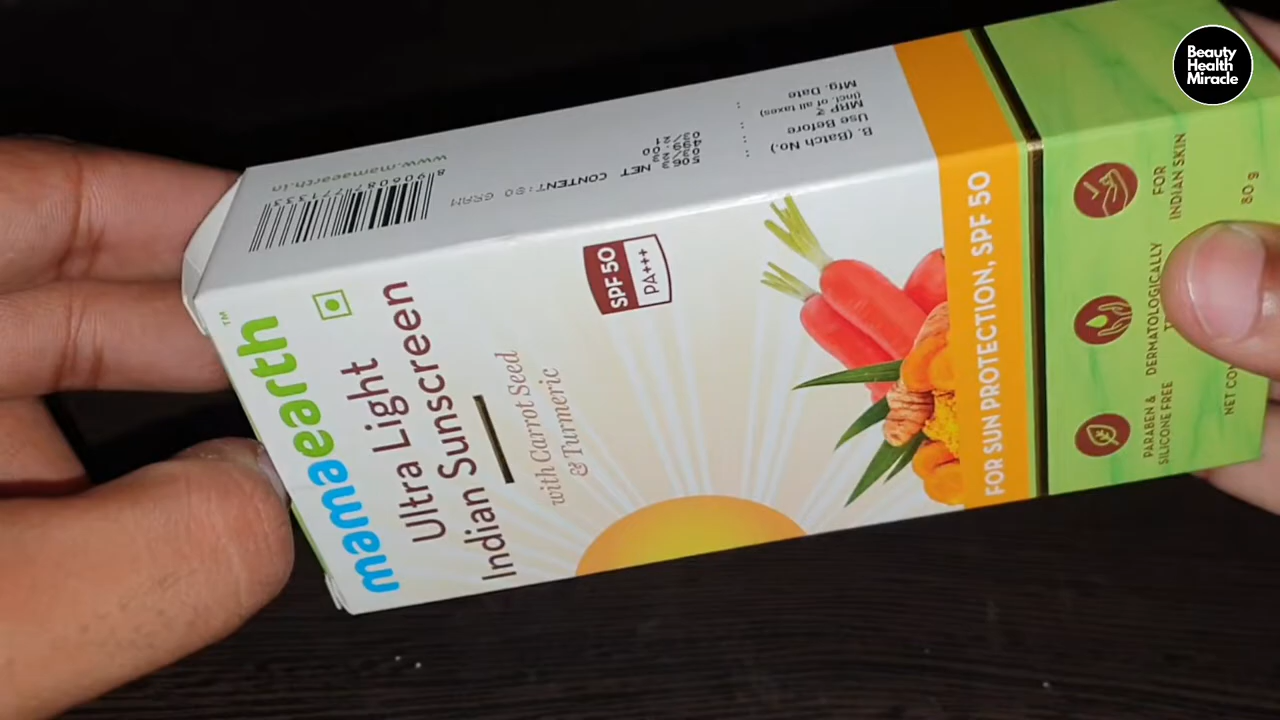 Beauty
Health
Miracle
mamaearth™
Ultra Light
Indian Sunscreen
with Carrot Seed
& Turmeric
SPF 50
PA+++
FOR SUN PROTECTION, SPF 50
PARABEN &
SILICONE FREE
DERMATOLOGICALLY
FOR
INDIAN SKIN
80 g
B. (Batch No.)
Use Before
MRP ₹
(Incl. of all taxes)
Mfg. Date
NET CONTENT:80 GRAM
www.mamaearth.in